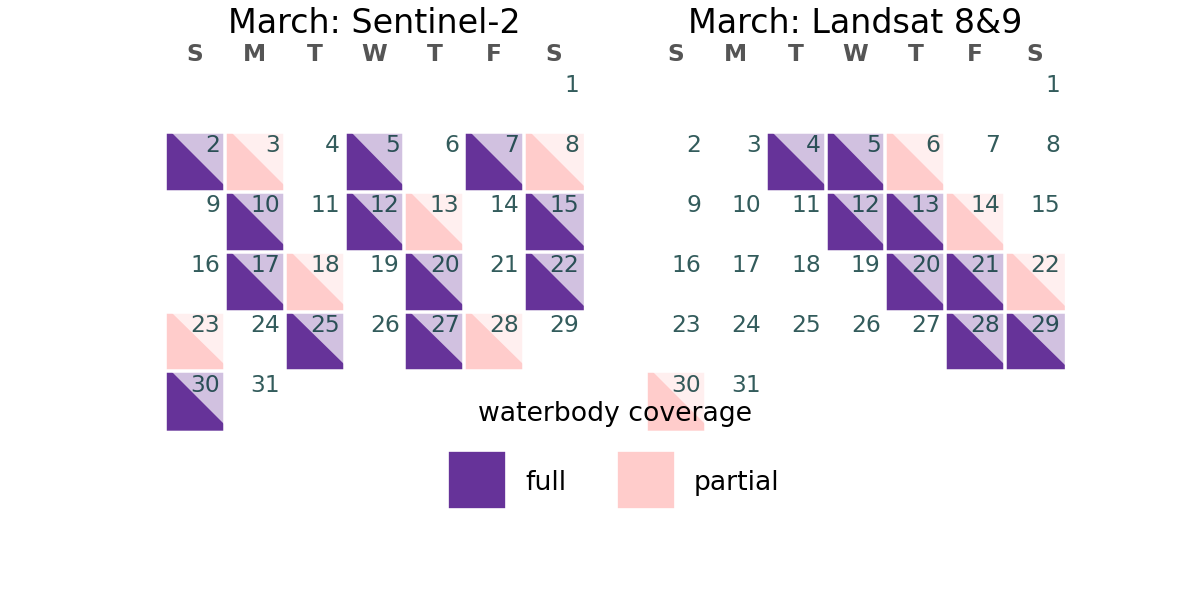 March: Sentinel-2
S M T W T F S
1
2 3 4 5 6 7 8
9 10 11 12 13 14 15
16 17 18 19 20 21 22
23 24 25 26 27 28 29
30 31
March: Landsat 8&9
S M T W T F S
1
2 3 4 5 6 7 8
9 10 11 12 13 14 15
16 17 18 19 20 21 22
23 24 25 26 27 28 29
30 31
waterbody coverage
full partial